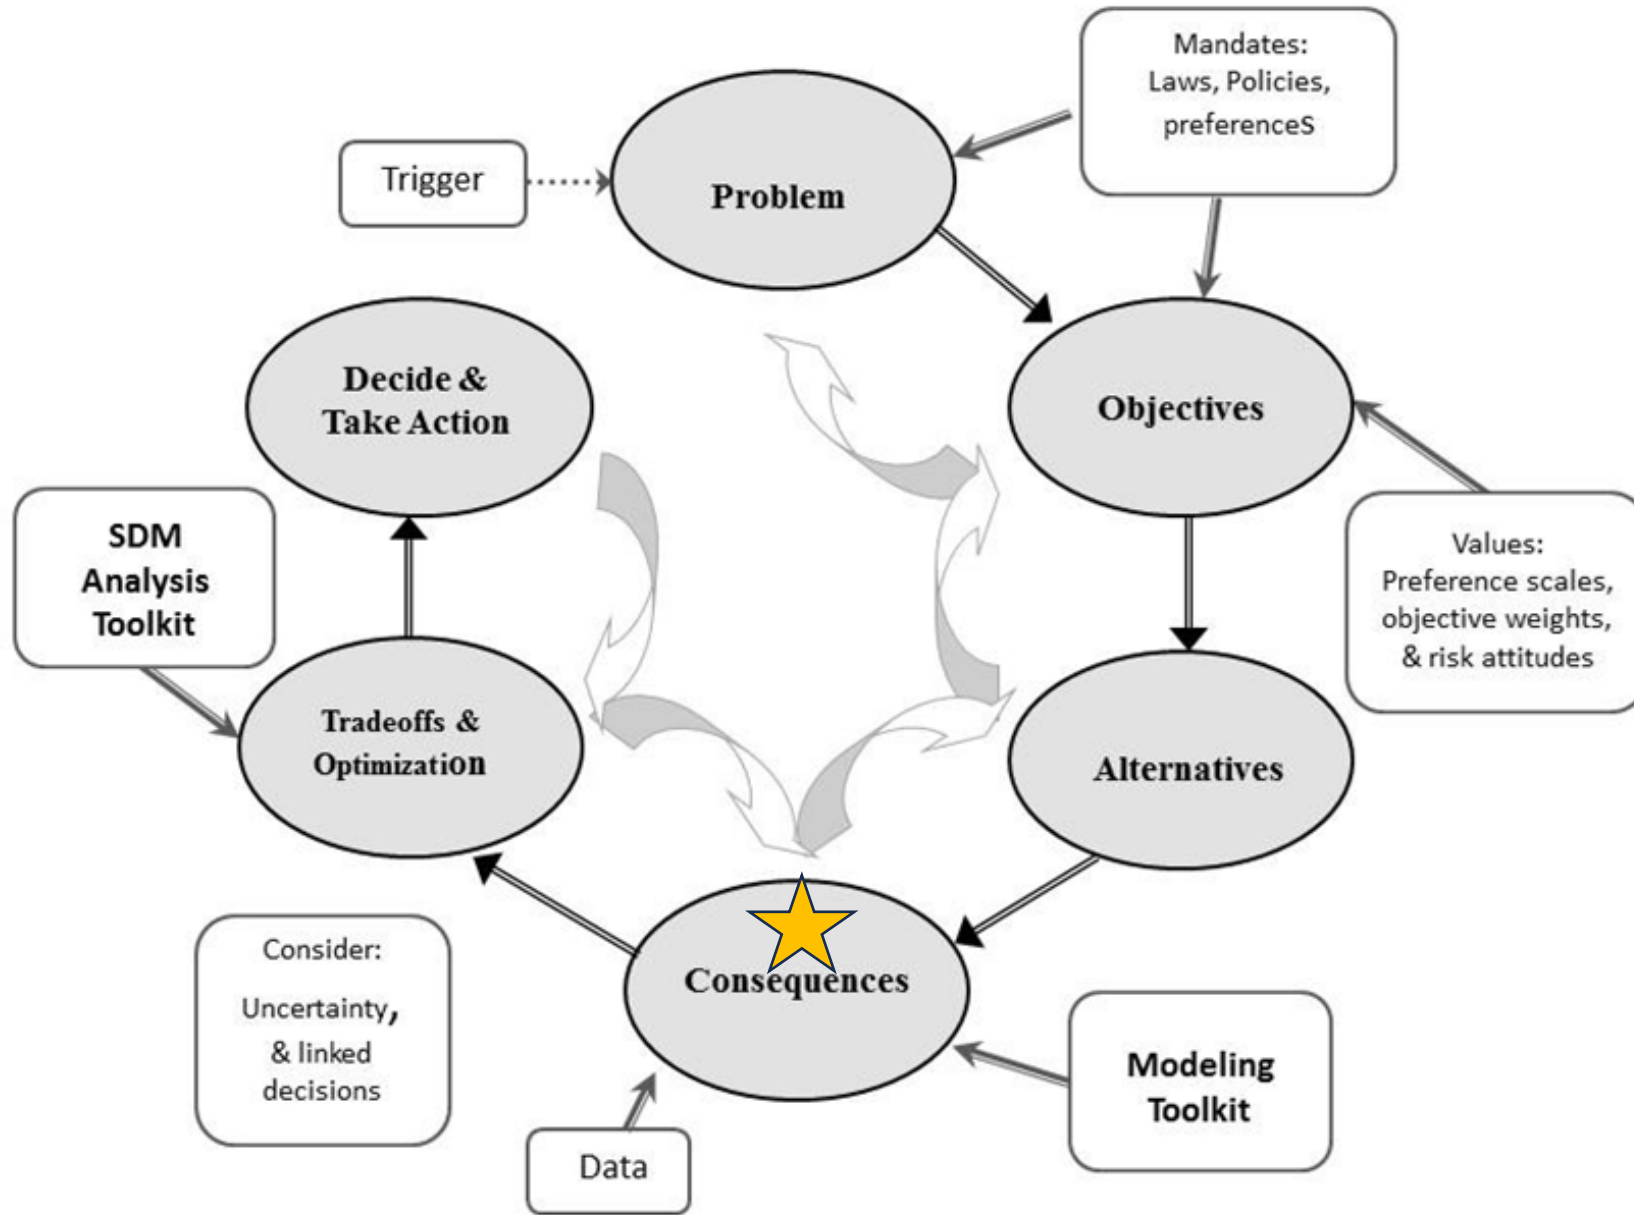 Mandates:
Laws, Policies,
preferences
Trigger
Problem
Decide &
Take Action
Objectives
SDM
Analysis
Toolkit
Values:
Preference scales,
objective weights,
& risk attitudes
Tradeoffs &
Optimization
Alternatives
Consider:
Uncertainty,
& linked
decisions
Consequences
Modeling
Toolkit
Data